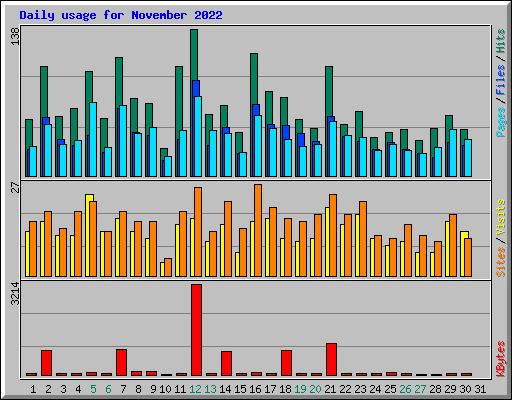 Daily usage for November 2022
138
Pages / Files / Hits
27
Sites / Visits
3214
KBytes
1 2 3 4 5 6 7 8 9 10 11 12 13 14 15 16 17 18 19 20 21 22 23 24 25 26 27 28 29 30 31